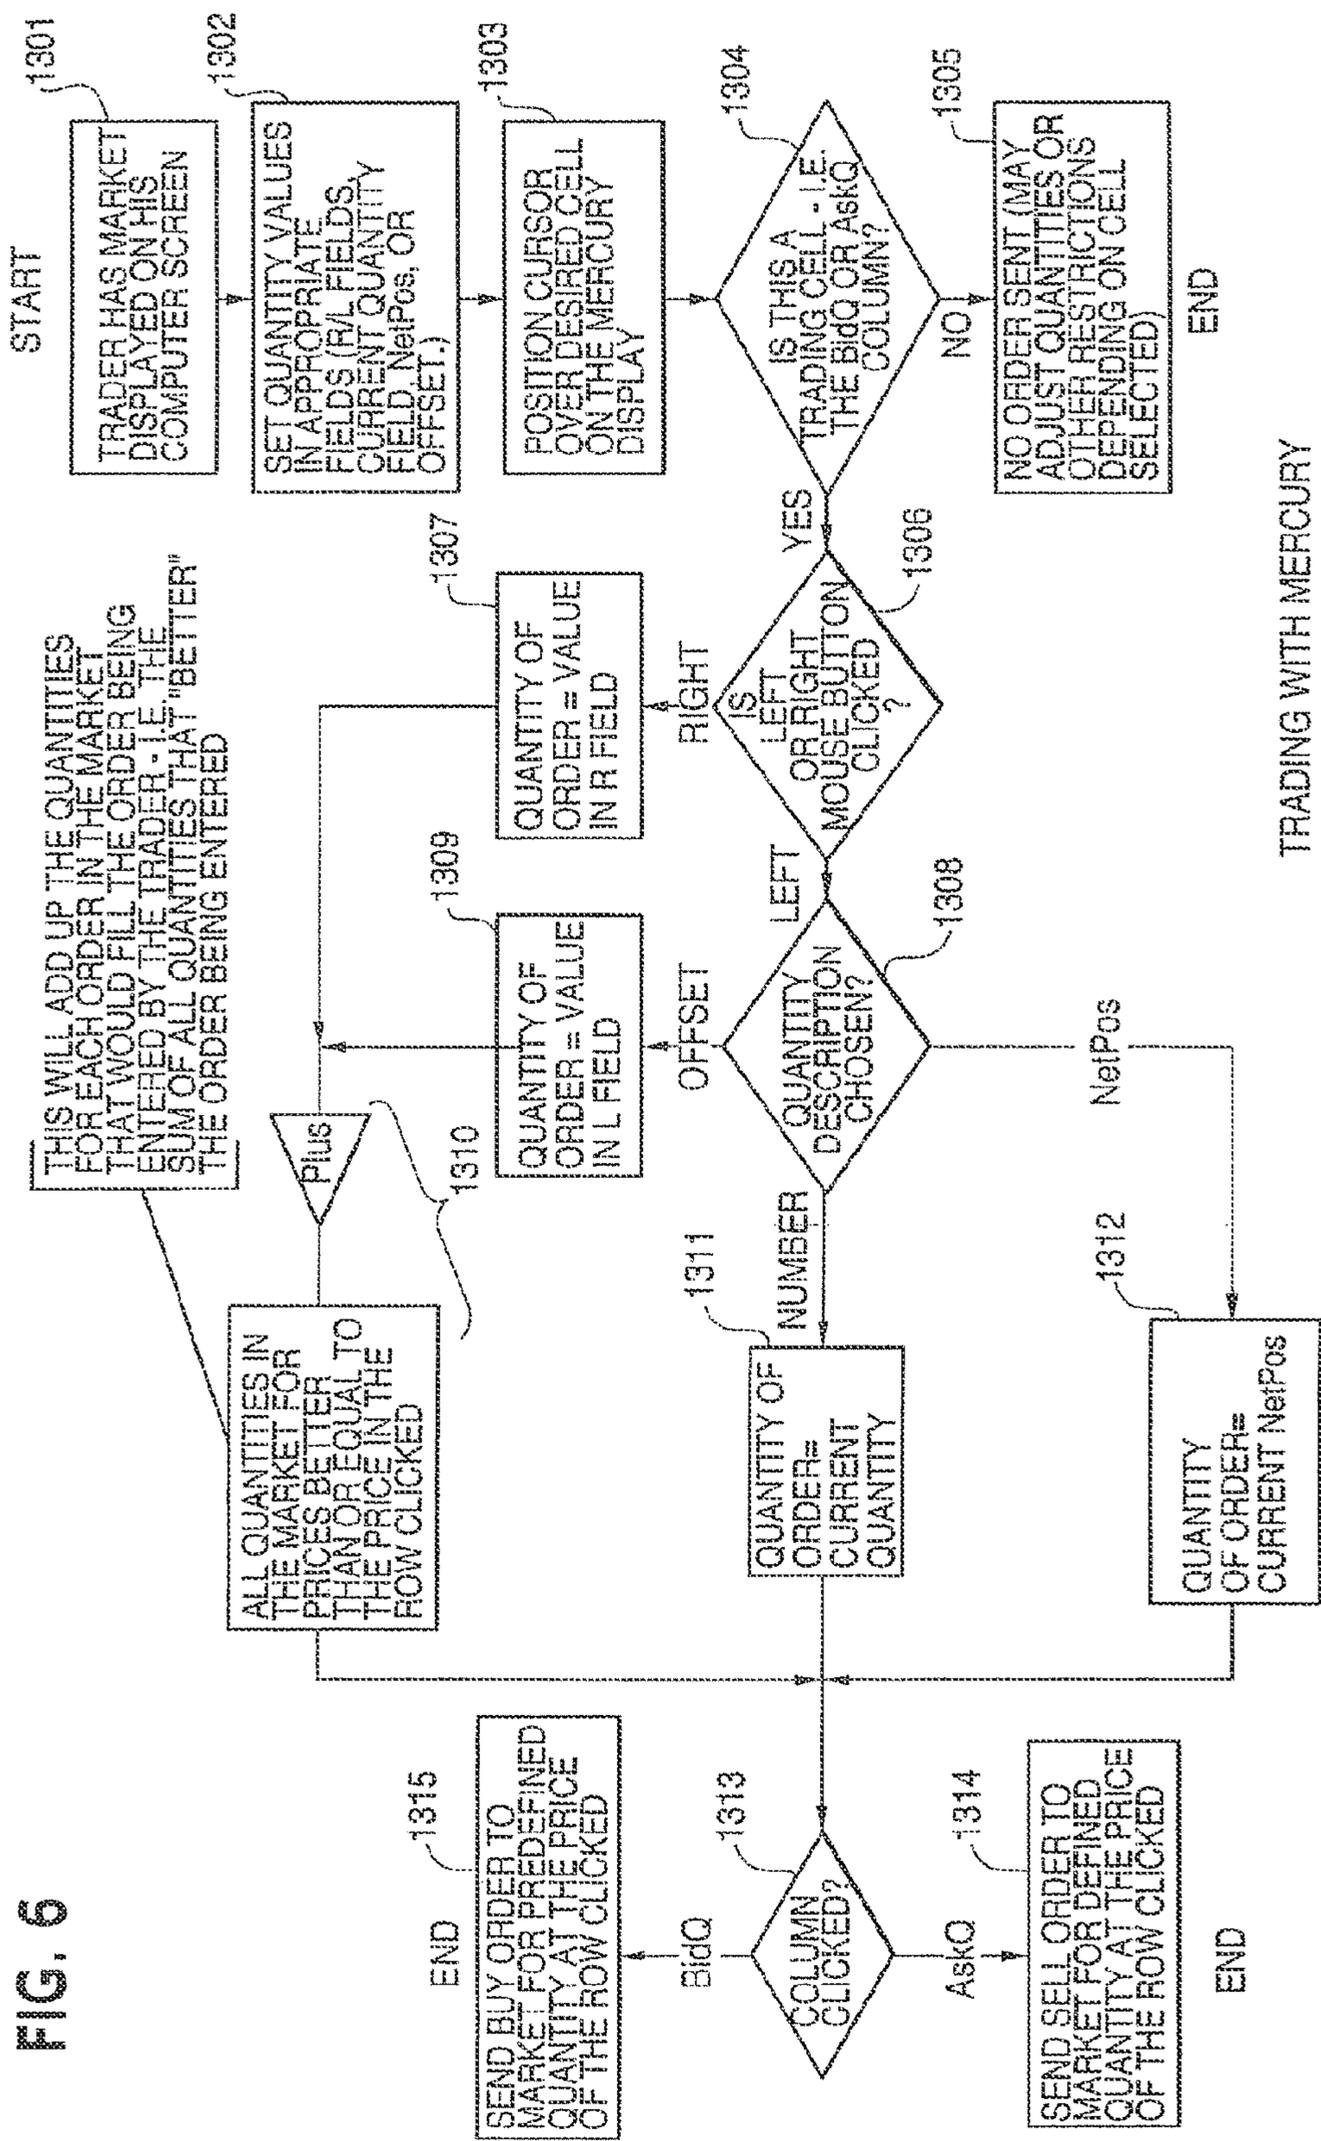 FIG. 6
START
1301
TRADER HAS MARKET
DISPLAYED ON HIS
COMPUTER SCREEN
1302
SET QUANTITY VALUES
IN APPROPRIATE
FIELDS (R/L FIELDS,
CURRENT QUANTITY
FIELD, NetPos, OR
OFFSET.)
1303
POSITION CURSOR
OVER DESIRED CELL
ON THE MERCURY
DISPLAY
1304
IS THIS A
TRADING CELL - I.E.
THE BidQ OR AskQ
COLUMN?
NO
1305
NO ORDER SENT (MAY
ADJUST QUANTITIES OR
OTHER RESTRICTIONS
DEPENDING ON CELL
SELECTED)
END
YES
1306
IS
LEFT
OR RIGHT
MOUSE BUTTON
CLICKED
?
RIGHT
1307
QUANTITY OF
ORDER = VALUE
IN R FIELD
LEFT
1308
QUANTITY
DESCRIPTION
CHOSEN?
OFFSET
1309
QUANTITY OF
ORDER = VALUE
IN L FIELD
Plus
1310
THIS WILL ADD UP THE QUANTITIES
FOR EACH ORDER IN THE MARKET
THAT WOULD FILL THE ORDER BEING
ENTERED BY THE TRADER - I.E. THE
SUM OF ALL QUANTITIES THAT "BETTER"
THE ORDER BEING ENTERED
ALL QUANTITIES IN
THE MARKET FOR
PRICES BETTER
THAN OR EQUAL TO
THE PRICE IN THE
ROW CLICKED
NUMBER
1311
QUANTITY OF
ORDER=
CURRENT
QUANTITY
NetPos
1312
QUANTITY
OF ORDER=
CURRENT NetPos
1313
COLUMN
CLICKED?
BidQ
1315
SEND BUY ORDER TO
MARKET FOR PREDEFINED
QUANTITY AT THE PRICE
OF THE ROW CLICKED
END
AskQ
1314
SEND SELL ORDER TO
MARKET FOR DEFINED
QUANTITY AT THE PRICE
OF THE ROW CLICKED
END
TRADING WITH MERCURY